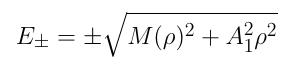 $E_{\pm} = \pm\sqrt{M(\rho)^2 + A_1^2 \rho^2}$